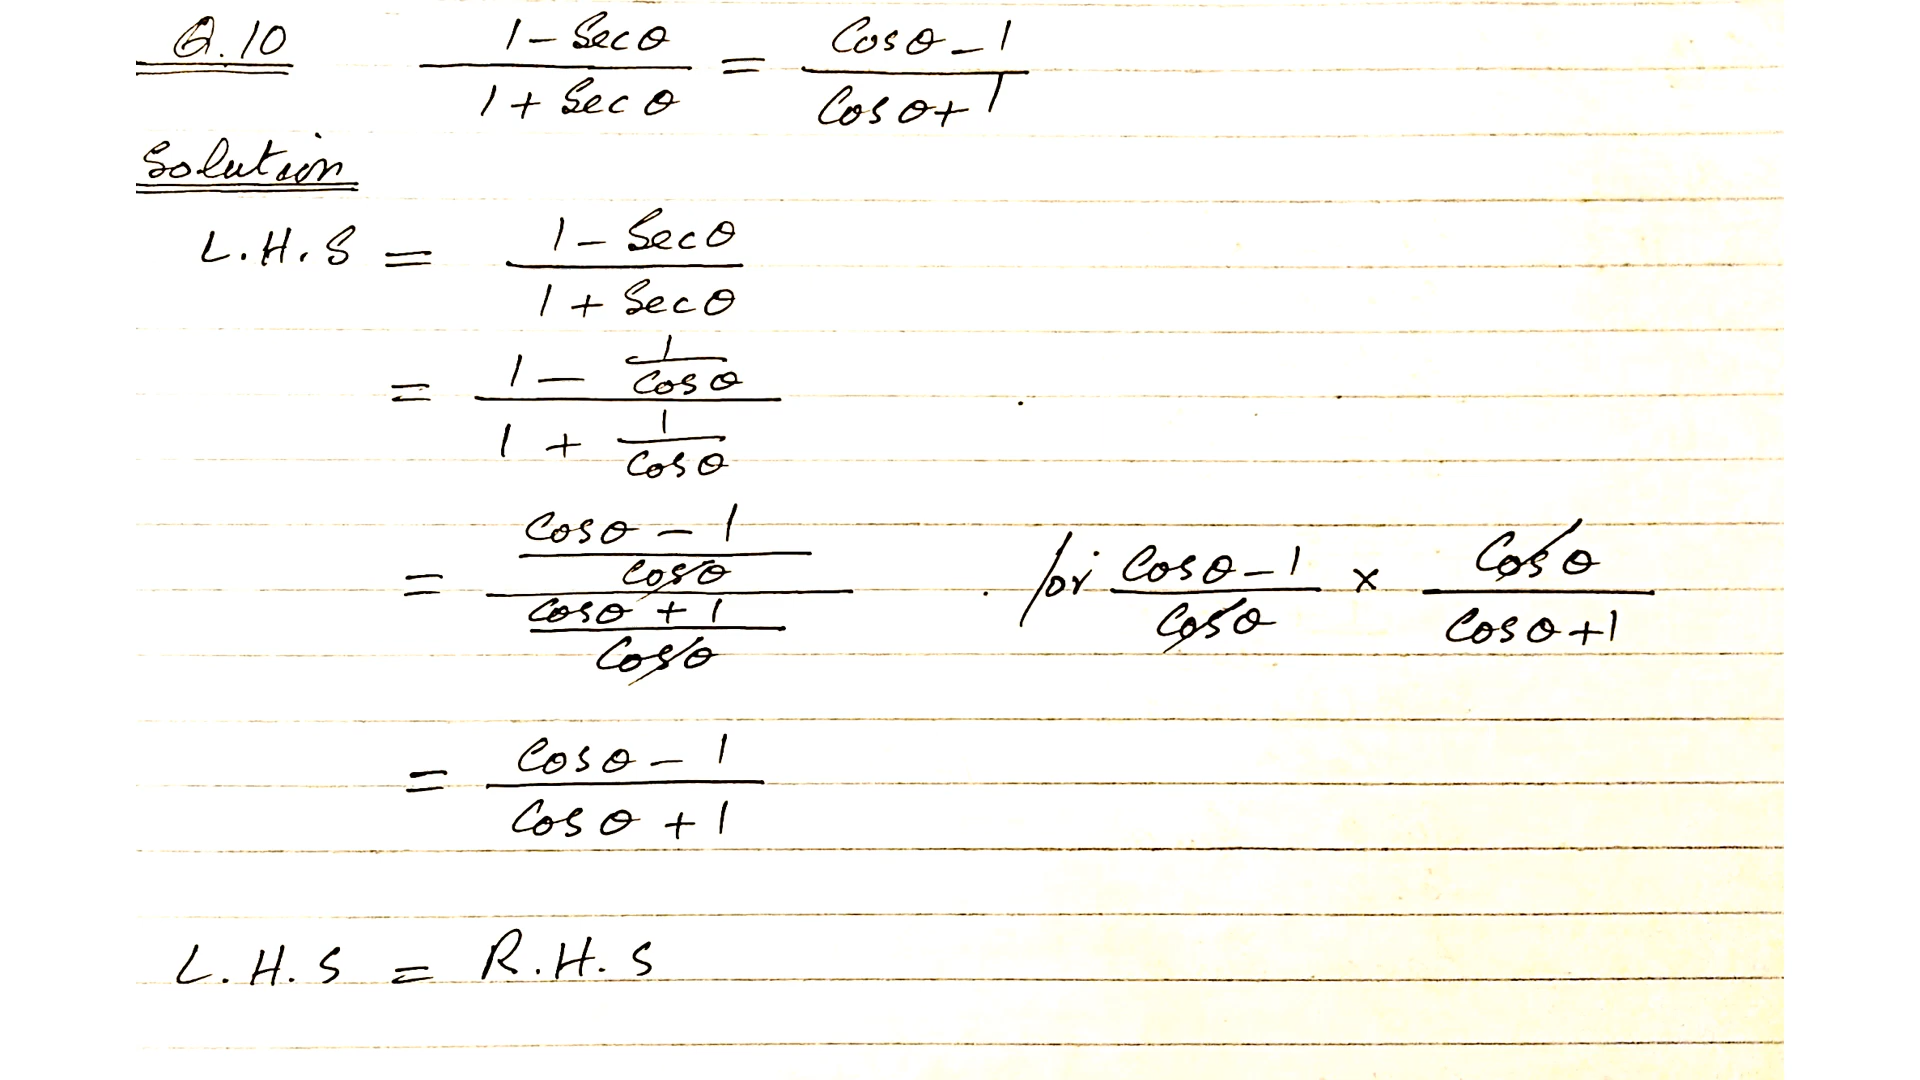 Q.10 (1 - Secθ)/(1 + Secθ) = (Cosθ - 1)/(Cosθ + 1)
Solution
L.H.S = (1 - Secθ)/(1 + Secθ)
= (1 - 1/Cosθ)/(1 + 1/Cosθ)
= ((Cosθ - 1)/Cosθ)/((Cosθ + 1)/Cosθ) /or (Cosθ - 1)/Cosθ × Cosθ/(Cosθ + 1)
= (Cosθ - 1)/(Cosθ + 1)
L.H.S = R.H.S